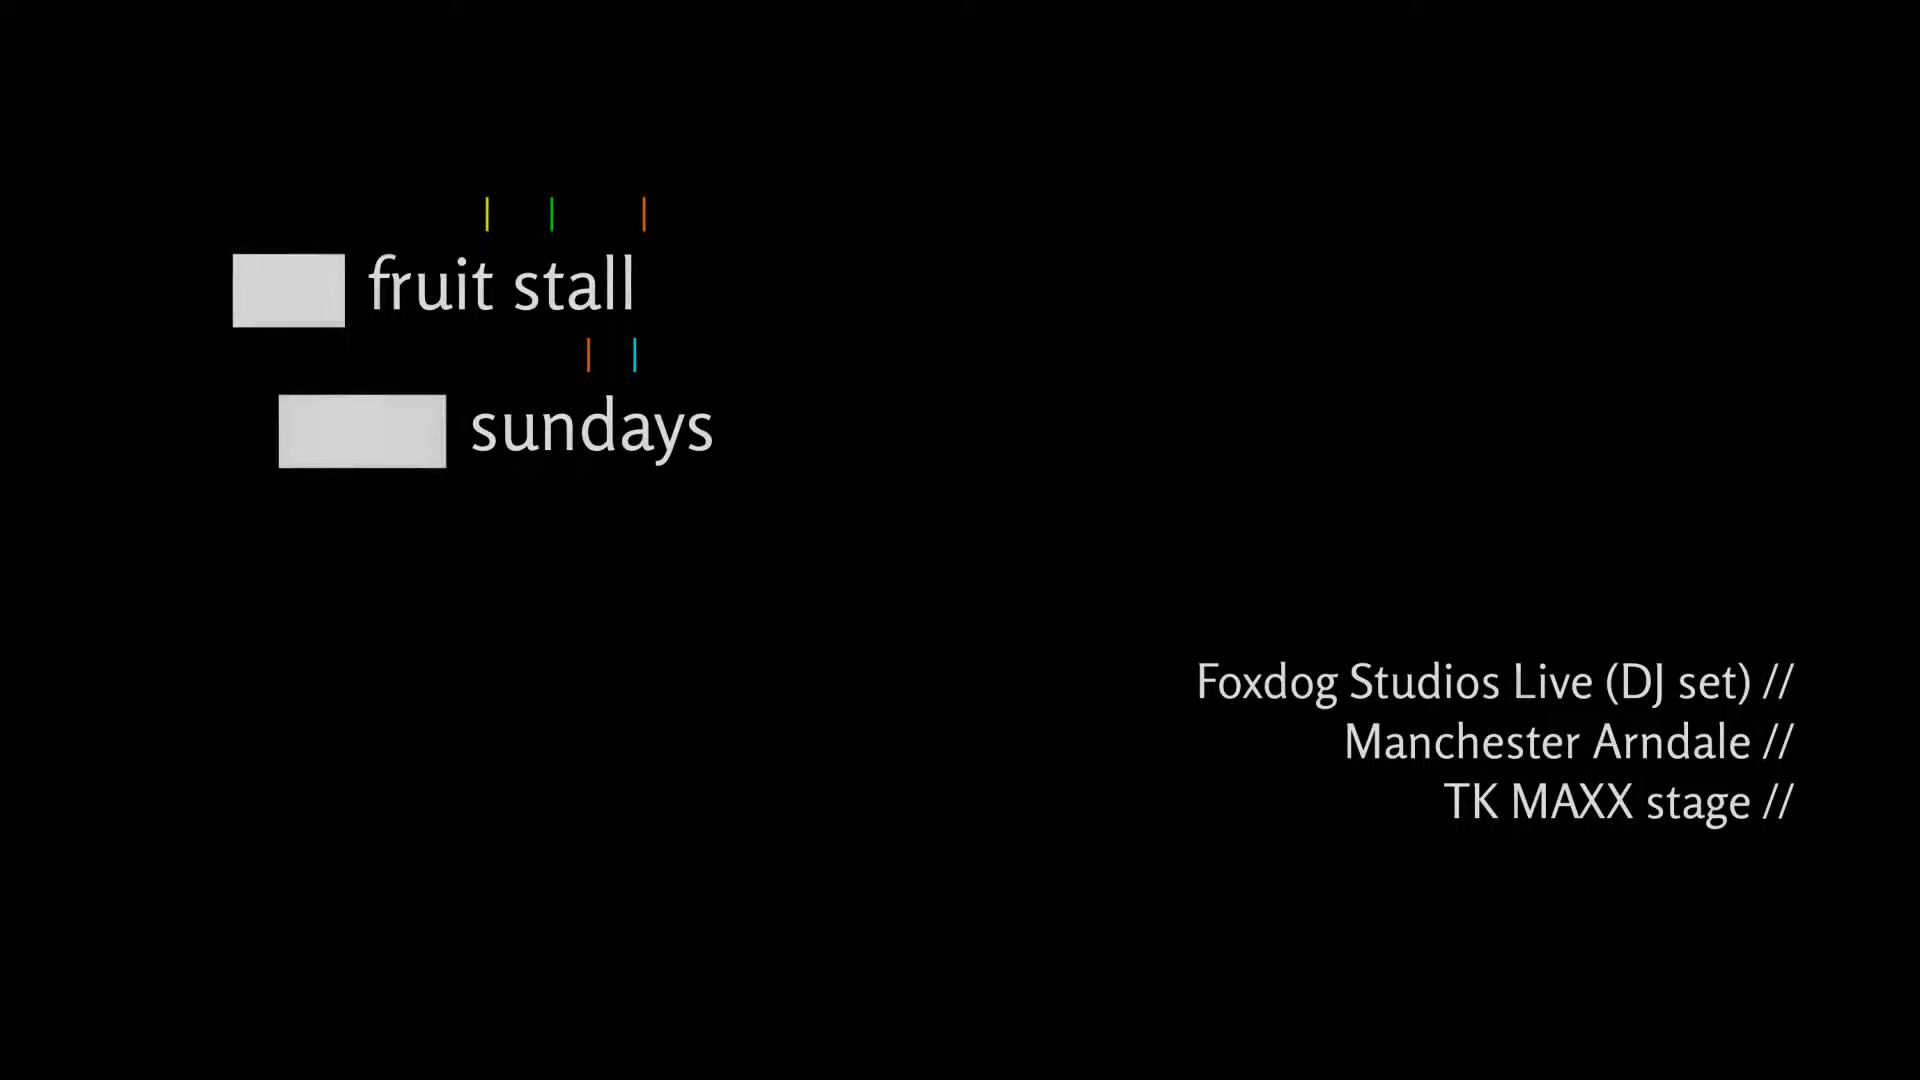 fruit stall
sundays
Foxdog Studios Live (DJ set) //
Manchester Arndale //
TK MAXX stage //